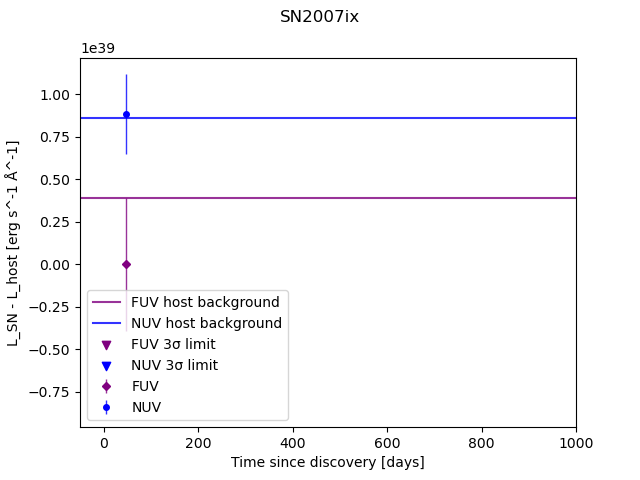 SN2007ix
1e39
1.00
0.75
0.50
0.25
0.00
−0.25
−0.50
−0.75
L_SN - L_host [erg s^-1 Å^-1]
FUV host background
NUV host background
FUV 3σ limit
NUV 3σ limit
FUV
NUV
0 200 400 600 800 1000
Time since discovery [days]